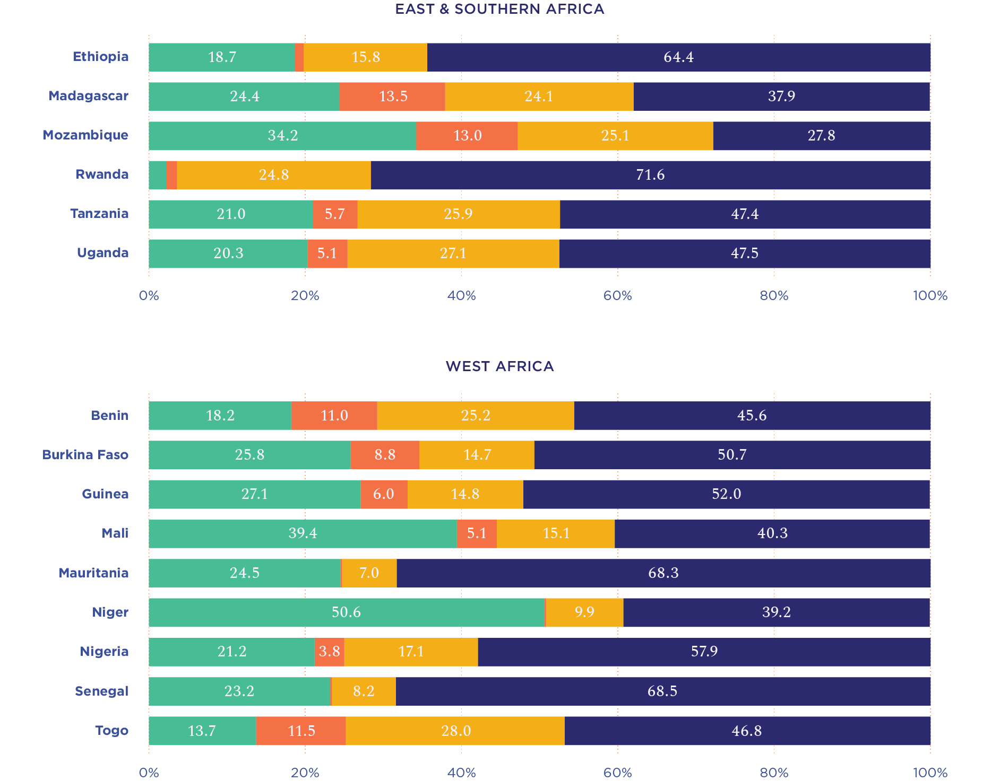 EAST & SOUTHERN AFRICA
Ethiopia 18.7 15.8 64.4
Madagascar 24.4 13.5 24.1 37.9
Mozambique 34.2 13.0 25.1 27.8
Rwanda 24.8 71.6
Tanzania 21.0 5.7 25.9 47.4
Uganda 20.3 5.1 27.1 47.5
0% 20% 40% 60% 80% 100%
WEST AFRICA
Benin 18.2 11.0 25.2 45.6
Burkina Faso 25.8 8.8 14.7 50.7
Guinea 27.1 6.0 14.8 52.0
Mali 39.4 5.1 15.1 40.3
Mauritania 24.5 7.0 68.3
Niger 50.6 9.9 39.2
Nigeria 21.2 3.8 17.1 57.9
Senegal 23.2 8.2 68.5
Togo 13.7 11.5 28.0 46.8
0% 20% 40% 60% 80% 100%